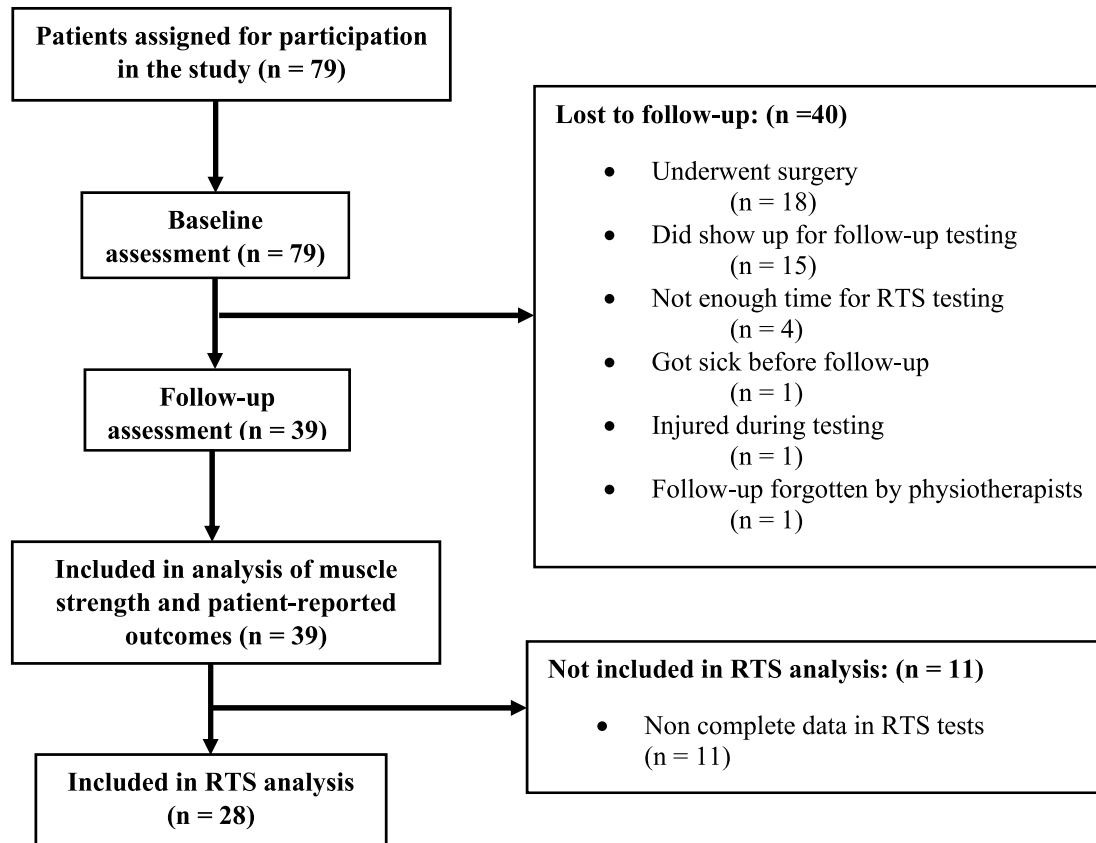 Patients assigned for participation
in the study (n = 79)
Baseline
assessment (n = 79)
Lost to follow-up: (n =40)
• Underwent surgery
(n = 18)
• Did show up for follow-up testing
(n = 15)
• Not enough time for RTS testing
(n = 4)
• Got sick before follow-up
(n = 1)
• Injured during testing
(n = 1)
• Follow-up forgotten by physiotherapists
(n = 1)
Follow-up
assessment (n = 39)
Included in analysis of muscle
strength and patient-reported
outcomes (n = 39)
Not included in RTS analysis: (n = 11)
• Non complete data in RTS tests
(n = 11)
Included in RTS analysis
(n = 28)